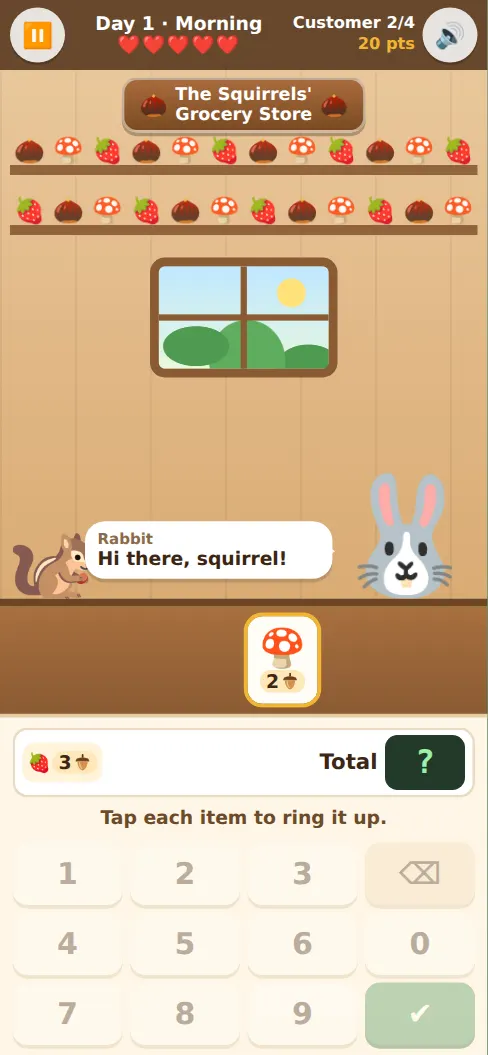 Day 1 · Morning
Customer 2/4
20 pts
The Squirrels'
Grocery Store
Rabbit
Hi there, squirrel!
2
3
Total
?
Tap each item to ring it up.
1 2 3 ⌫
4 5 6 0
7 8 9 ✔